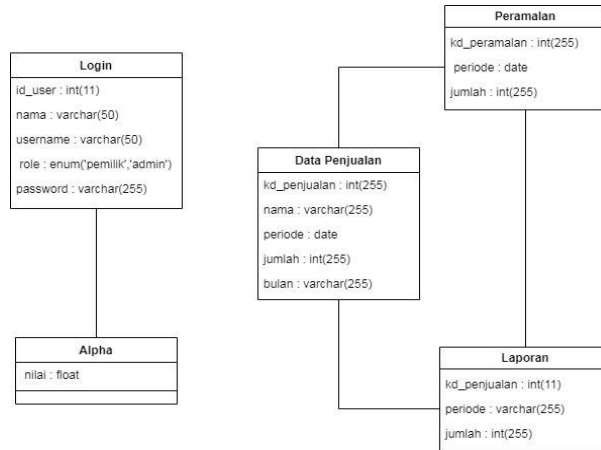 Login
id_user : int(11)
nama : varchar(50)
username : varchar(50)
role : enum('pemilik','admin')
password : varchar(255)
Alpha
nilai : float
Peramalan
kd_peramalan : int(255)
periode : date
jumlah : int(255)
Data Penjualan
kd_penjualan : int(255)
nama : varchar(255)
periode : date
jumlah : int(255)
bulan : varchar(255)
Laporan
kd_penjualan : int(11)
periode : varchar(255)
jumlah : int(255)